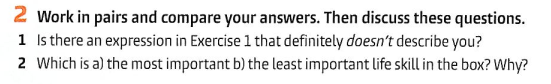 2 Work in pairs and compare your answers. Then discuss these questions.
1 Is there an expression in Exercise 1 that definitely doesn't describe you?
2 Which is a) the most important b) the least important life skill in the box? Why?